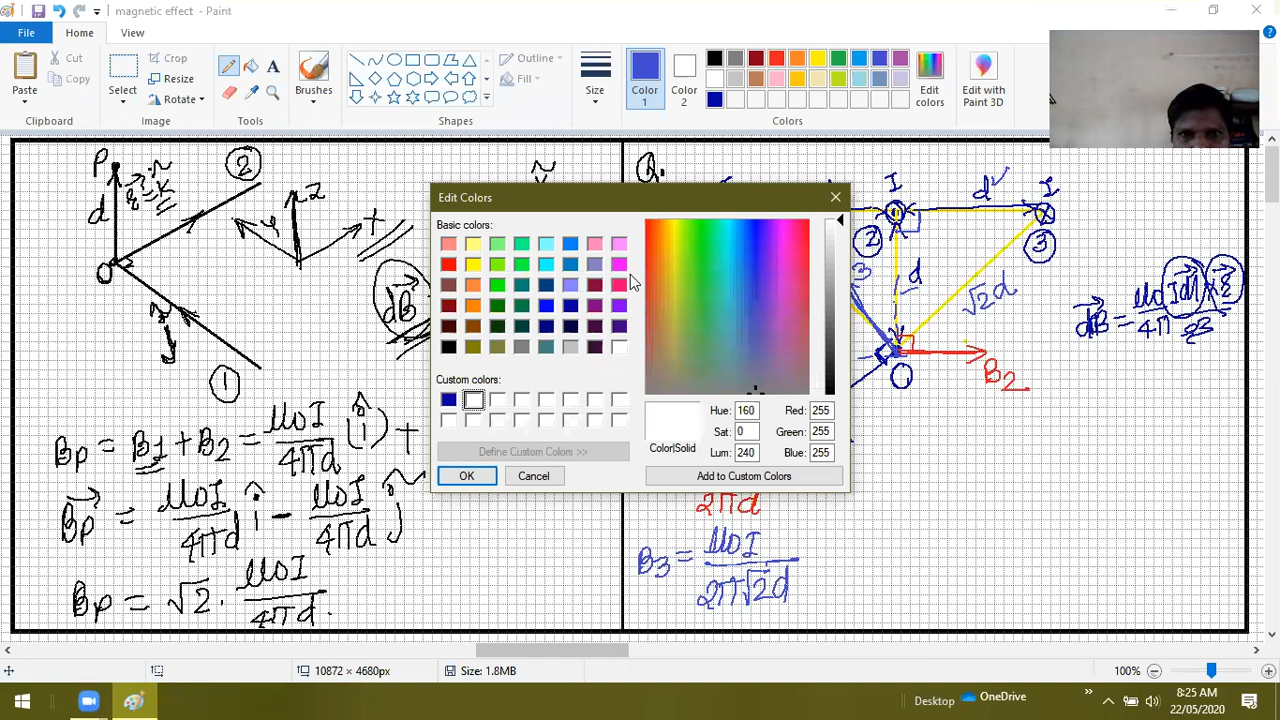 magnetic effect - Paint
File Home View
Paste
Cut
Copy
Clipboard
Select
Crop
Resize
Rotate
Image
Tools
Brushes
Shapes
Outline
Fill
Size
Color 1
Color 2
Edit colors
Edit with Paint 3D
Colors
P
d
O
2
1
Z
dB
Bp = B1 + B2 = μ0I/4πd (î) +
Bp = μ0I/4πd î - μ0I/4πd ĵ
Bp = √2 . μ0I/4πd.
Q.
I
d
I
2
3
d
√2d
O
B2
2πd
B3 = μ0I/2π√2d
Edit Colors
Basic colors:
Custom colors:
Define Custom Colors >>
OK Cancel
Color|Solid
Hue: 160 Red: 255
Sat: 0 Green: 255
Lum: 240 Blue: 255
Add to Custom Colors
10872 × 4680px
Size: 1.8MB
100%
Desktop
OneDrive
8:25 AM
22/05/2020